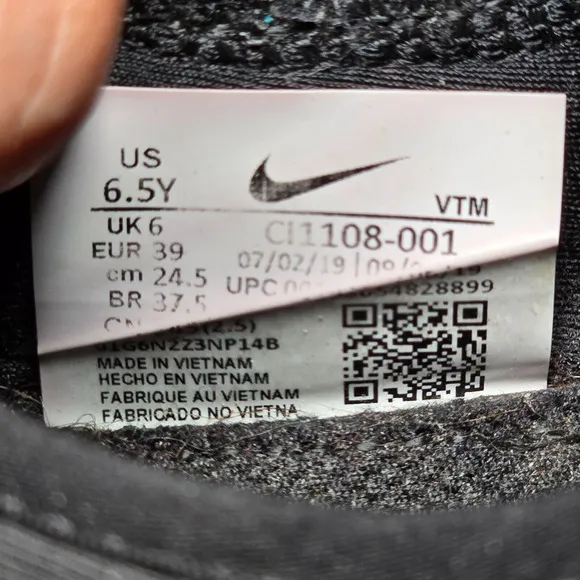 US
6.5Y
VTM
UK 6
EUR 39
cm 24.5
BR 37.5
CI1108-001
07/02/19
UPC
MADE IN VIETNAM
HECHO EN VIETNAM
FABRIQUE AU VIETNAM
FABRICADO NO VIETNA